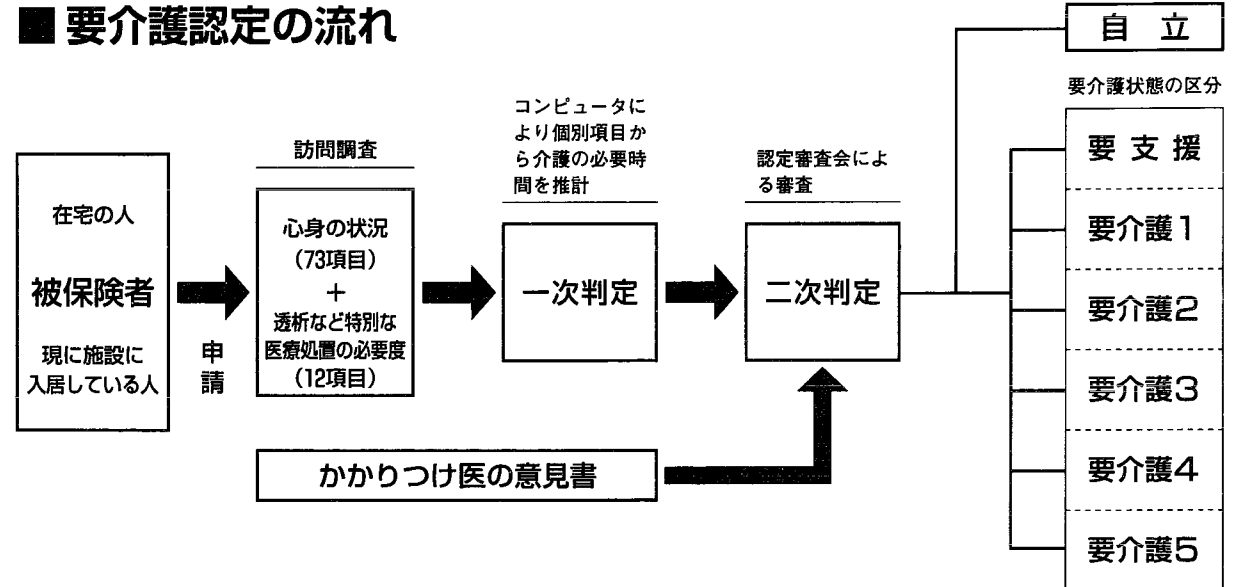 ■要介護認定の流れ
在宅の人
被保険者
現に施設に
入居している人
申
請
訪問調査
心身の状況
(73項目)
+
透析など特別な
医療処置の必要度
(12項目)
コンピュータに
より個別項目か
ら介護の必要時
間を推計
一次判定
認定審査会によ
る審査
二次判定
かかりつけ医の意見書
自 立
要介護状態の区分
要 支 援
要介護1
要介護2
要介護3
要介護4
要介護5